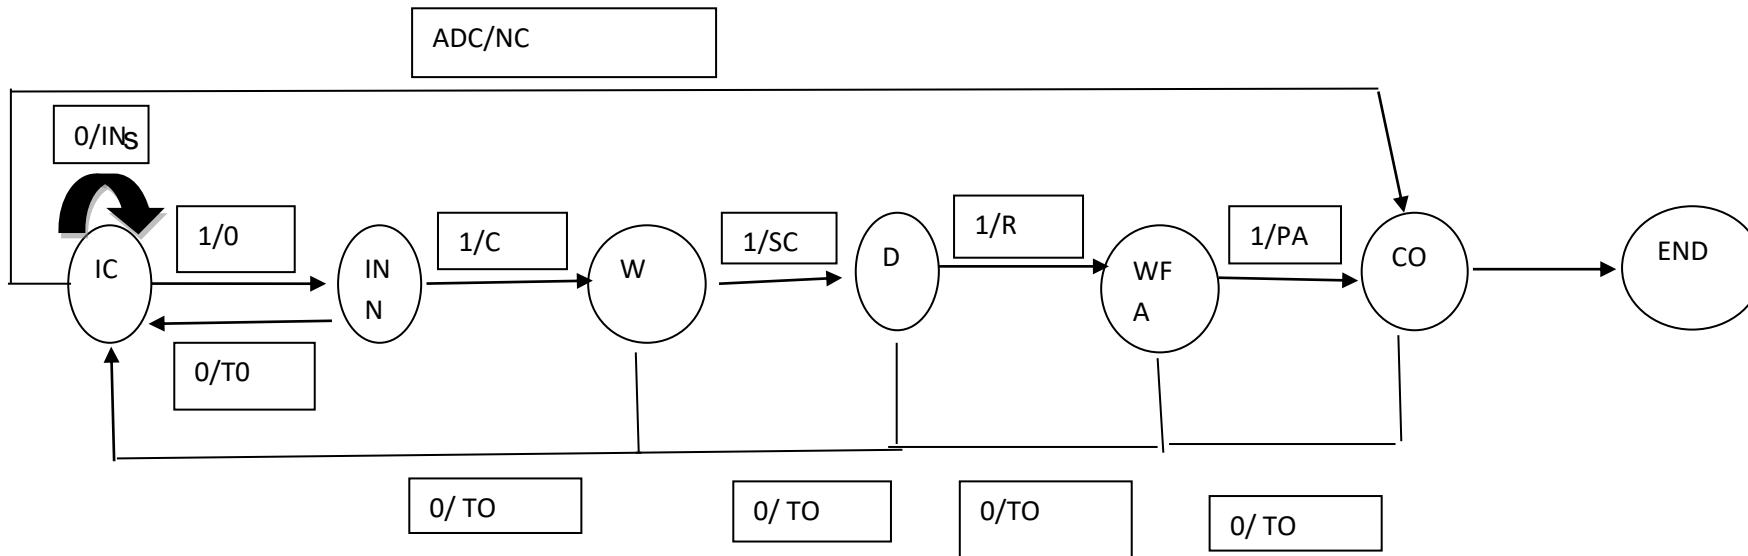 ADC/NC
0/INs
1/0
1/C
1/SC
1/R
1/PA
IC
IN
N
W
D
WF
A
CO
END
0/T0
0/ TO
0/ TO
0/TO
0/ TO